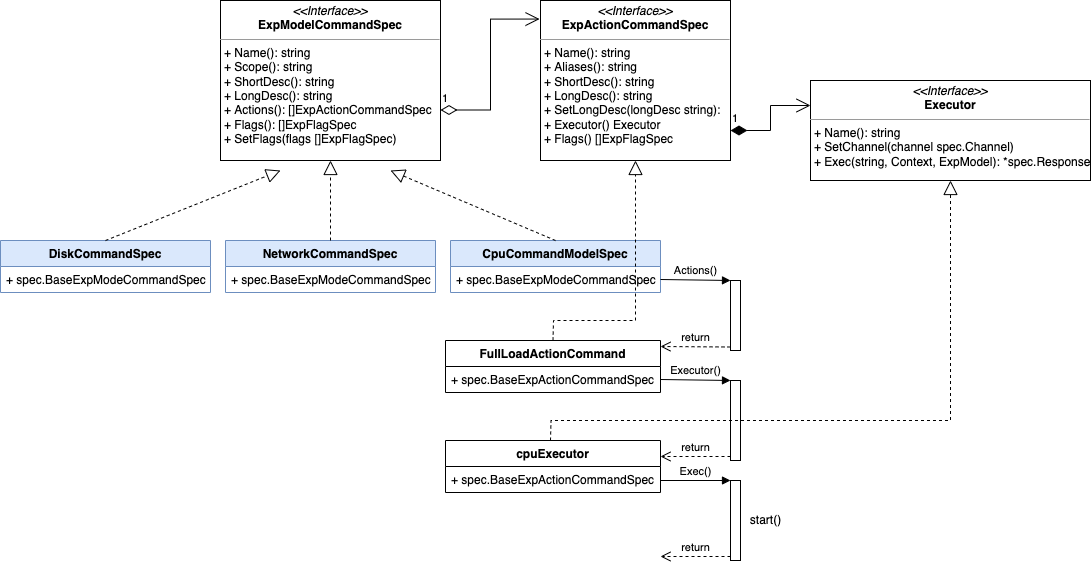 <<Interface>>
ExpModelCommandSpec
+ Name(): string
+ Scope(): string
+ ShortDesc(): string
+ LongDesc(): string
+ Actions(): []ExpActionCommandSpec
+ Flags(): []ExpFlagSpec
+ SetFlags(flags []ExpFlagSpec)
1
<<Interface>>
ExpActionCommandSpec
+ Name(): string
+ Aliases(): string
+ ShortDesc(): string
+ LongDesc(): string
+ SetLongDesc(longDesc string):
+ Executor() Executor
+ Flags() []ExpFlagSpec
1
<<Interface>>
Executor
+ Name(): string
+ SetChannel(channel spec.Channel)
+ Exec(string, Context, ExpModel): *spec.Response
DiskCommandSpec
+ spec.BaseExpModeCommandSpec
NetworkCommandSpec
+ spec.BaseExpModeCommandSpec
CpuCommandModelSpec
+ spec.BaseExpModeCommandSpec
Actions()
return
FullLoadActionCommand
+ spec.BaseExpActionCommandSpec
Executor()
return
cpuExecutor
+ spec.BaseExpActionCommandSpec
Exec()
start()
return